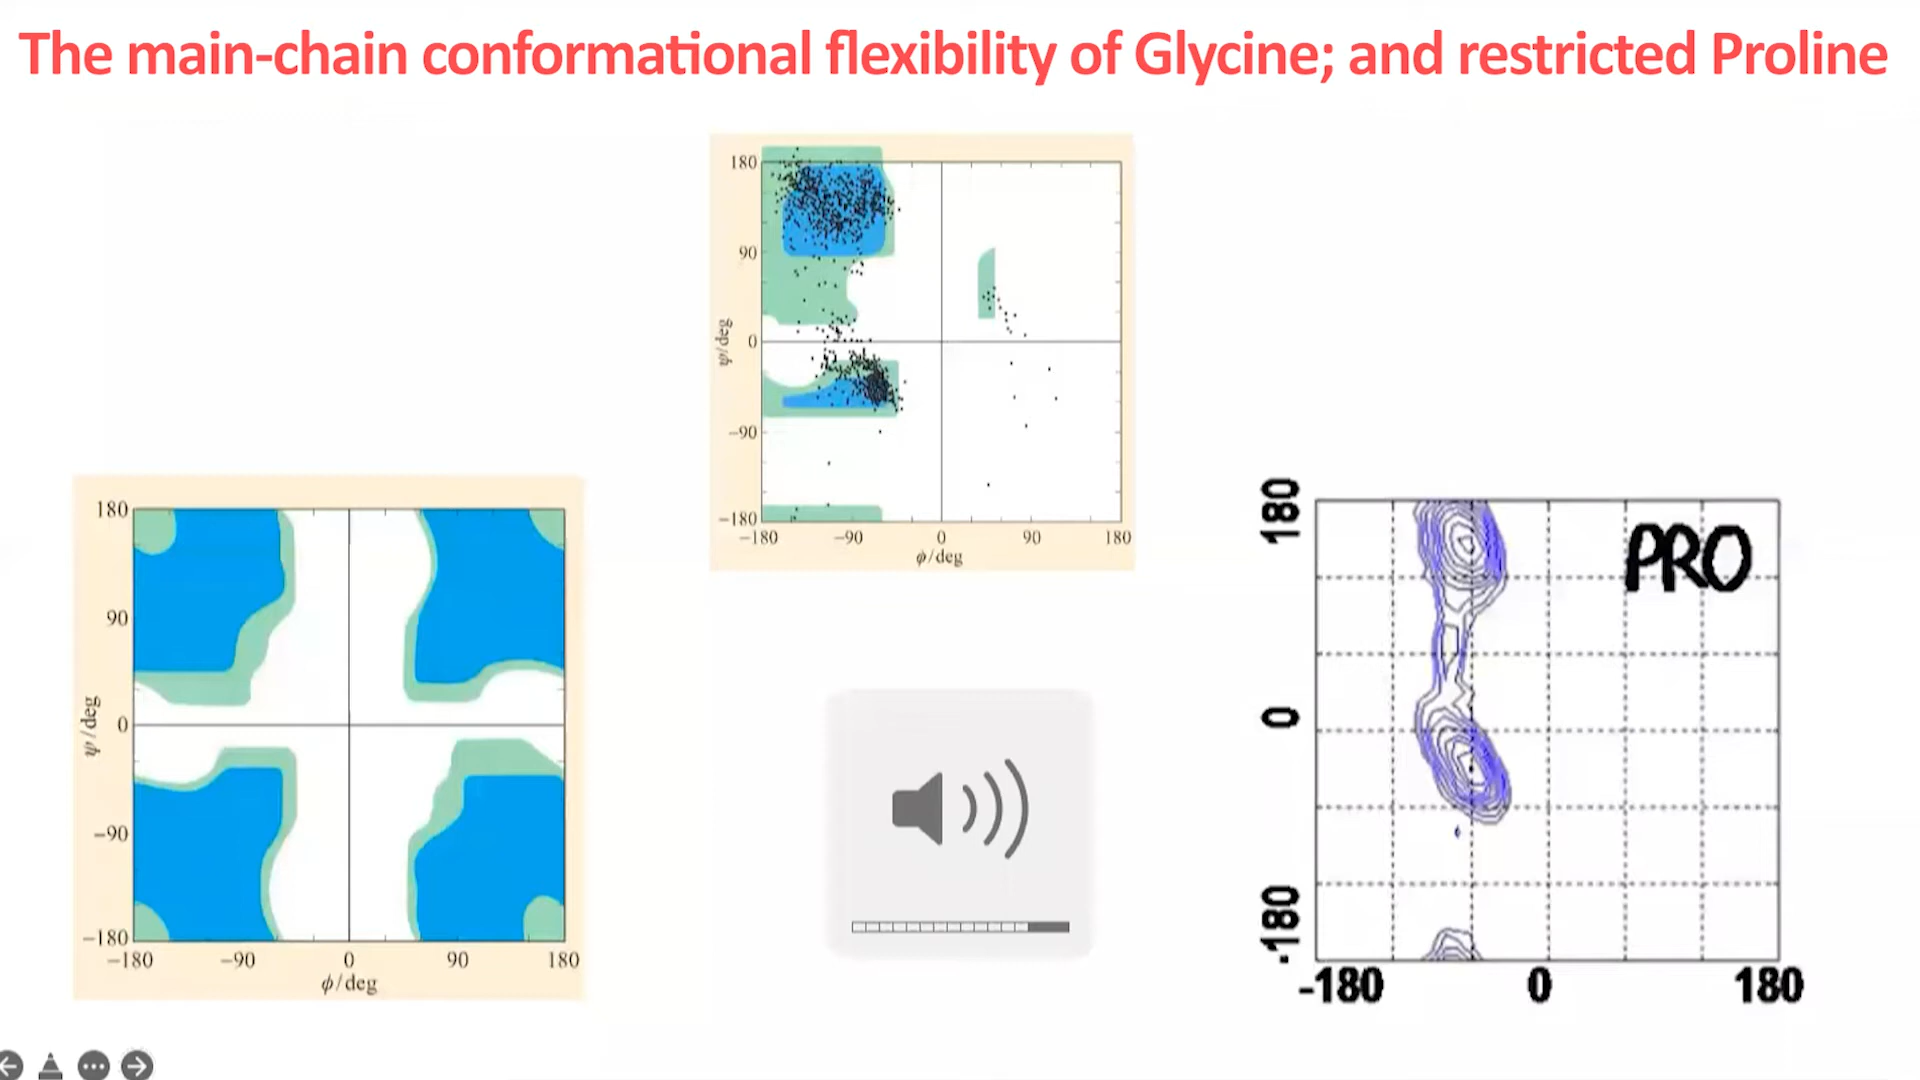 The main-chain conformational flexibility of Glycine; and restricted Proline
180
90
0
−90
−180
ψ/deg
−180 −90 0 90 180
ϕ/deg
180
90
0
−90
−180
ψ/deg
−180 −90 0 90 180
ϕ/deg
PRO
180
0
-180
-180 0 180